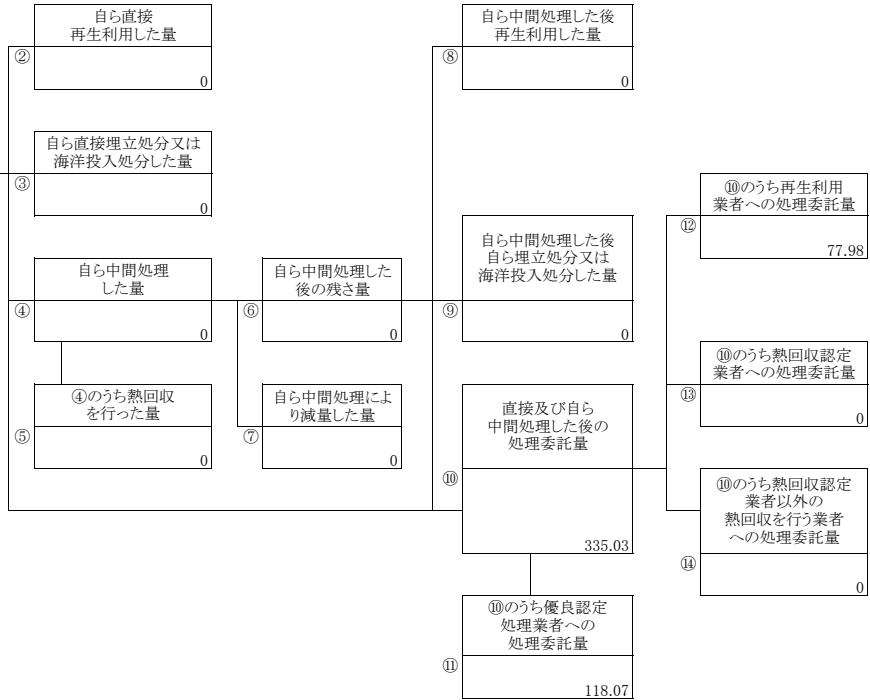 自ら直接
再生利用した量
②
0
自ら直接埋立処分又は
海洋投入処分した量
③
0
自ら中間処理
した量
④
0
④のうち熱回収
を行った量
⑤
0
自ら中間処理した
後の残さ量
⑥
0
自ら中間処理によ
り減量した量
⑦
0
自ら中間処理した後
再生利用した量
⑧
0
自ら中間処理した後
自ら埋立処分又は
海洋投入処分した量
⑨
0
直接及び自ら
中間処理した後の
処理委託量
⑩
335.03
⑩のうち優良認定
処理業者への
処理委託量
⑪
118.07
⑩のうち再生利用
業者への処理委託量
⑫
77.98
⑩のうち熱回収認定
業者への処理委託量
⑬
0
⑩のうち熱回収認定
業者以外の
熱回収を行う業者
への処理委託量
⑭
0